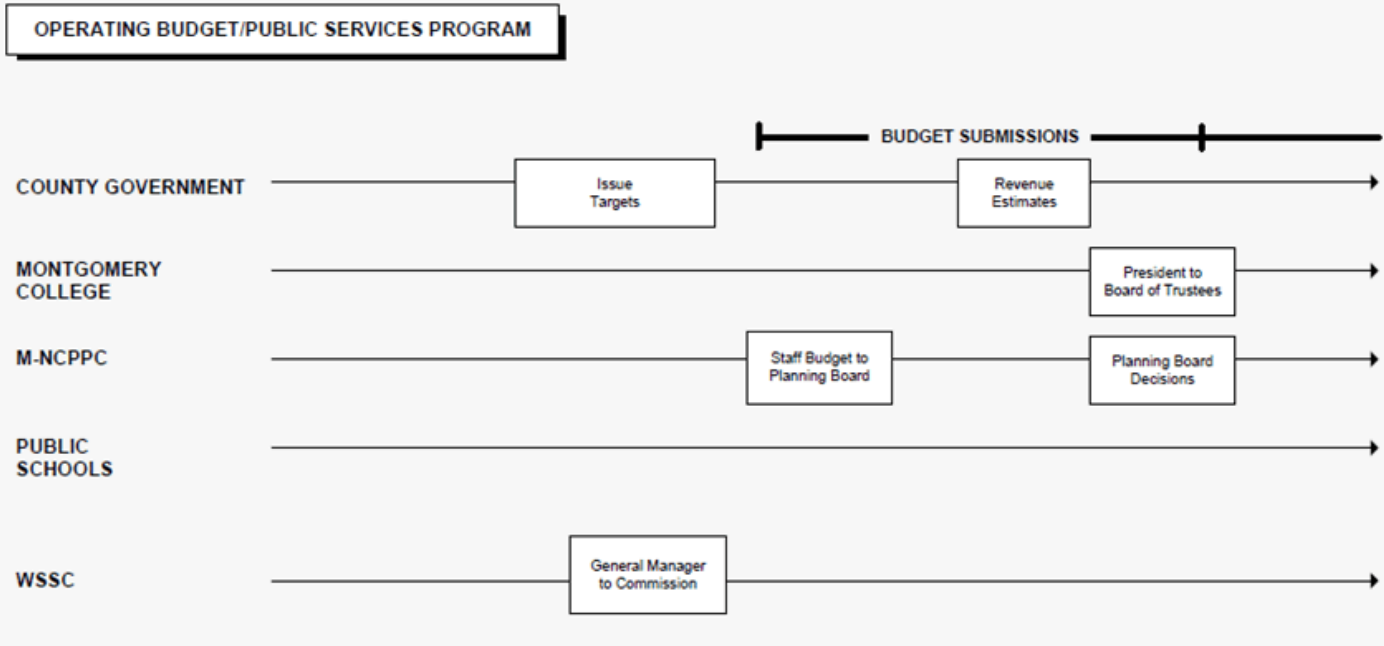 OPERATING BUDGET/PUBLIC SERVICES PROGRAM
BUDGET SUBMISSIONS
COUNTY GOVERNMENT
Issue
Targets
Revenue
Estimates
MONTGOMERY
COLLEGE
President to
Board of Trustees
M-NCPPC
Staff Budget to
Planning Board
Planning Board
Decisions
PUBLIC
SCHOOLS
WSSC
General Manager
to Commission